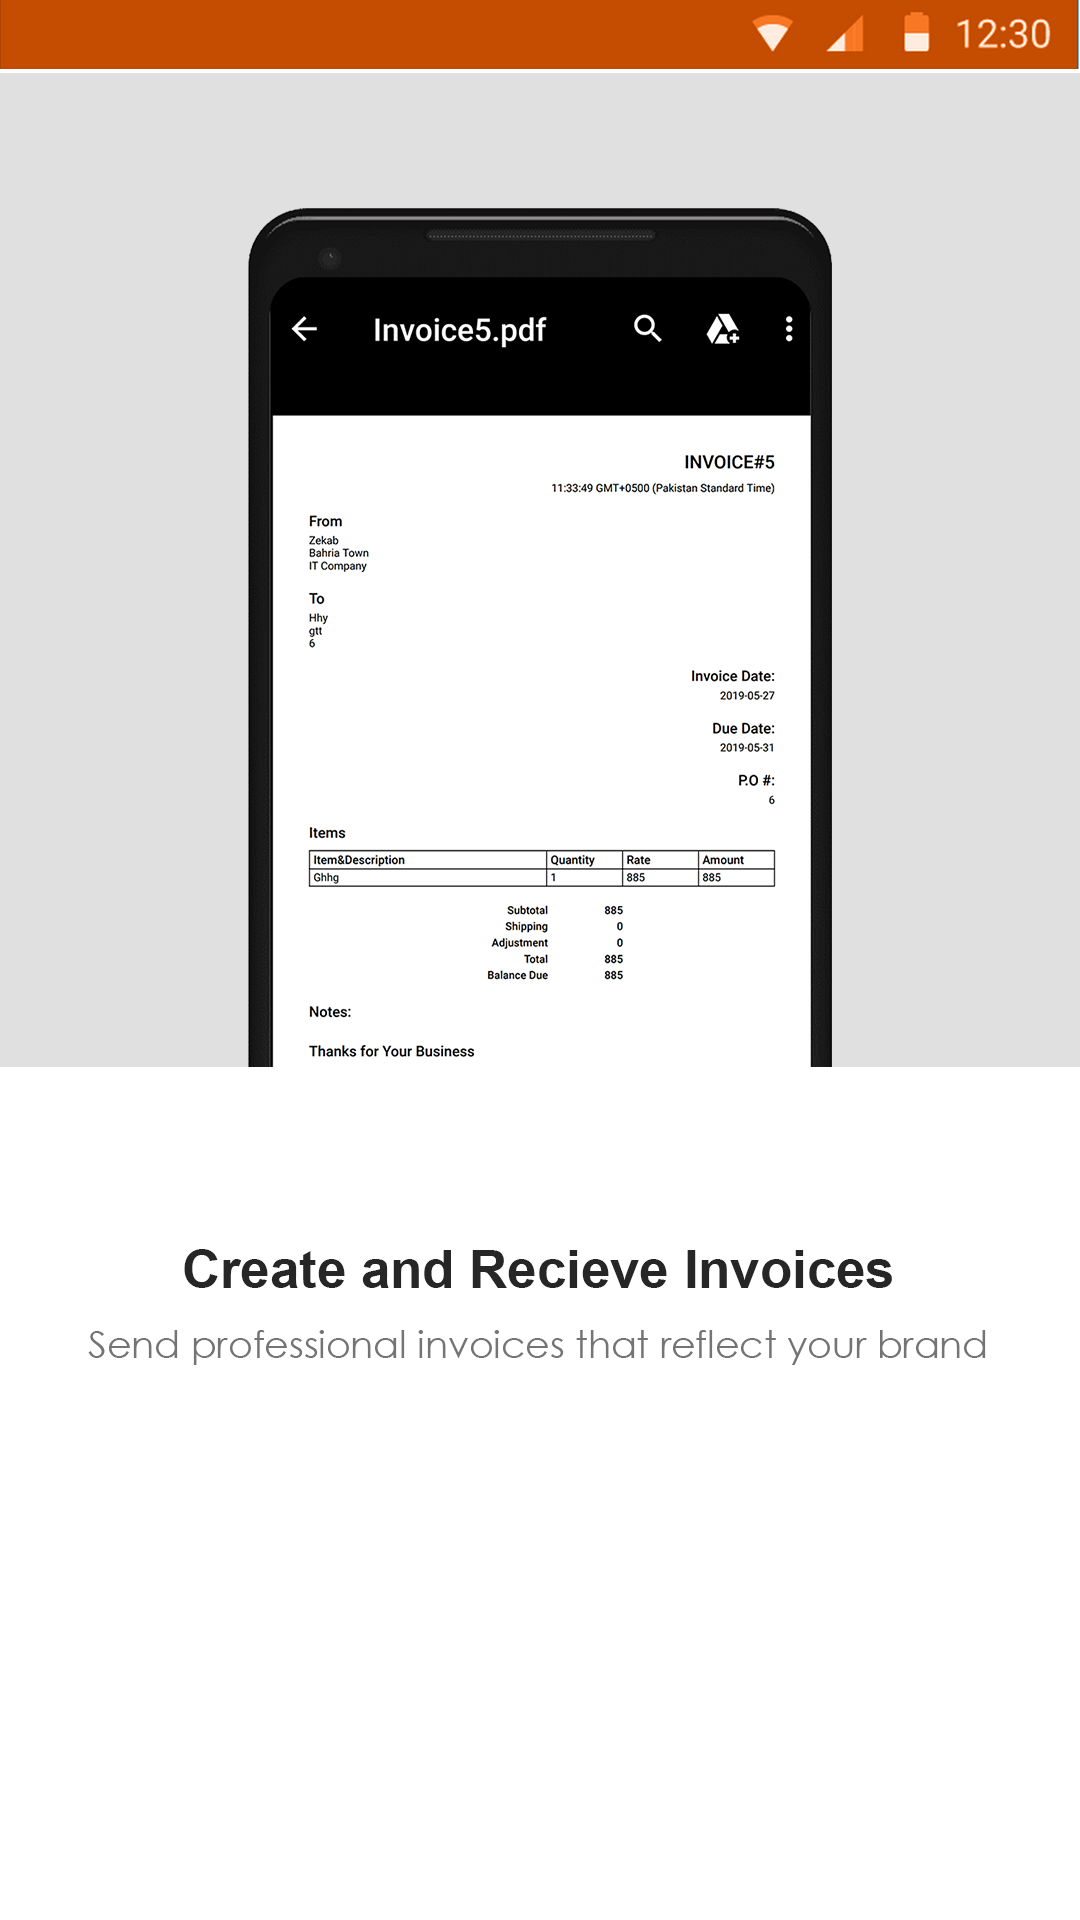 12:30
Invoice5.pdf
INVOICE#5
11:33:49 GMT+0500 (Pakistan Standard Time)
From
Zekab
Bahria Town
IT Company
To
Hhy
gtt
6
Invoice Date:
2019-05-27
Due Date:
2019-05-31
P.O #:
6
Items
Item&Description Quantity Rate Amount
Ghhg 1 885 885
Subtotal 885
Shipping 0
Adjustment 0
Total 885
Balance Due 885
Notes:
Thanks for Your Business
Create and Recieve Invoices
Send professional invoices that reflect your brand